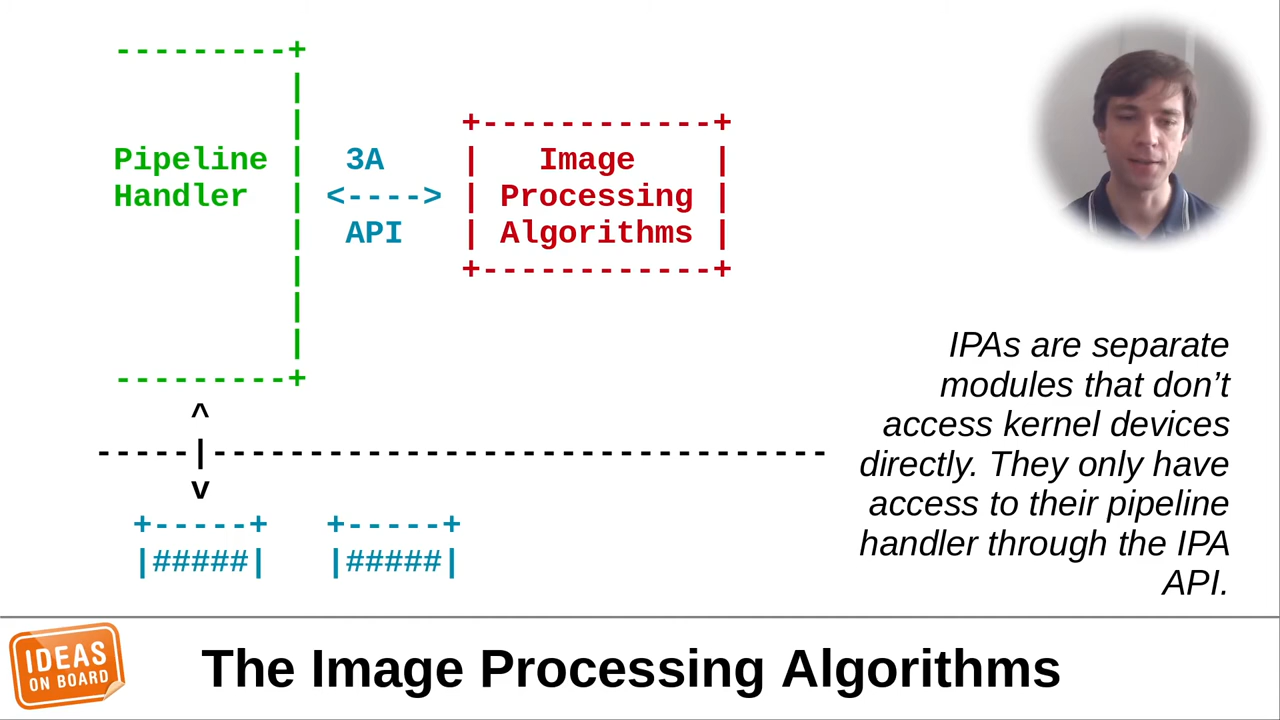 ---------+
|
|
+------------+
Pipeline | 3A | Image |
Handler | <----> | Processing |
| API | Algorithms |
| +------------+
|
|
---------+
^
-----|--------------------------------
v
+-----+ +-----+
|#####| |#####|
IPAs are separate
modules that don’t
access kernel devices
directly. They only have
access to their pipeline
handler through the IPA
API.
IDEAS
ON BOARD
The Image Processing Algorithms